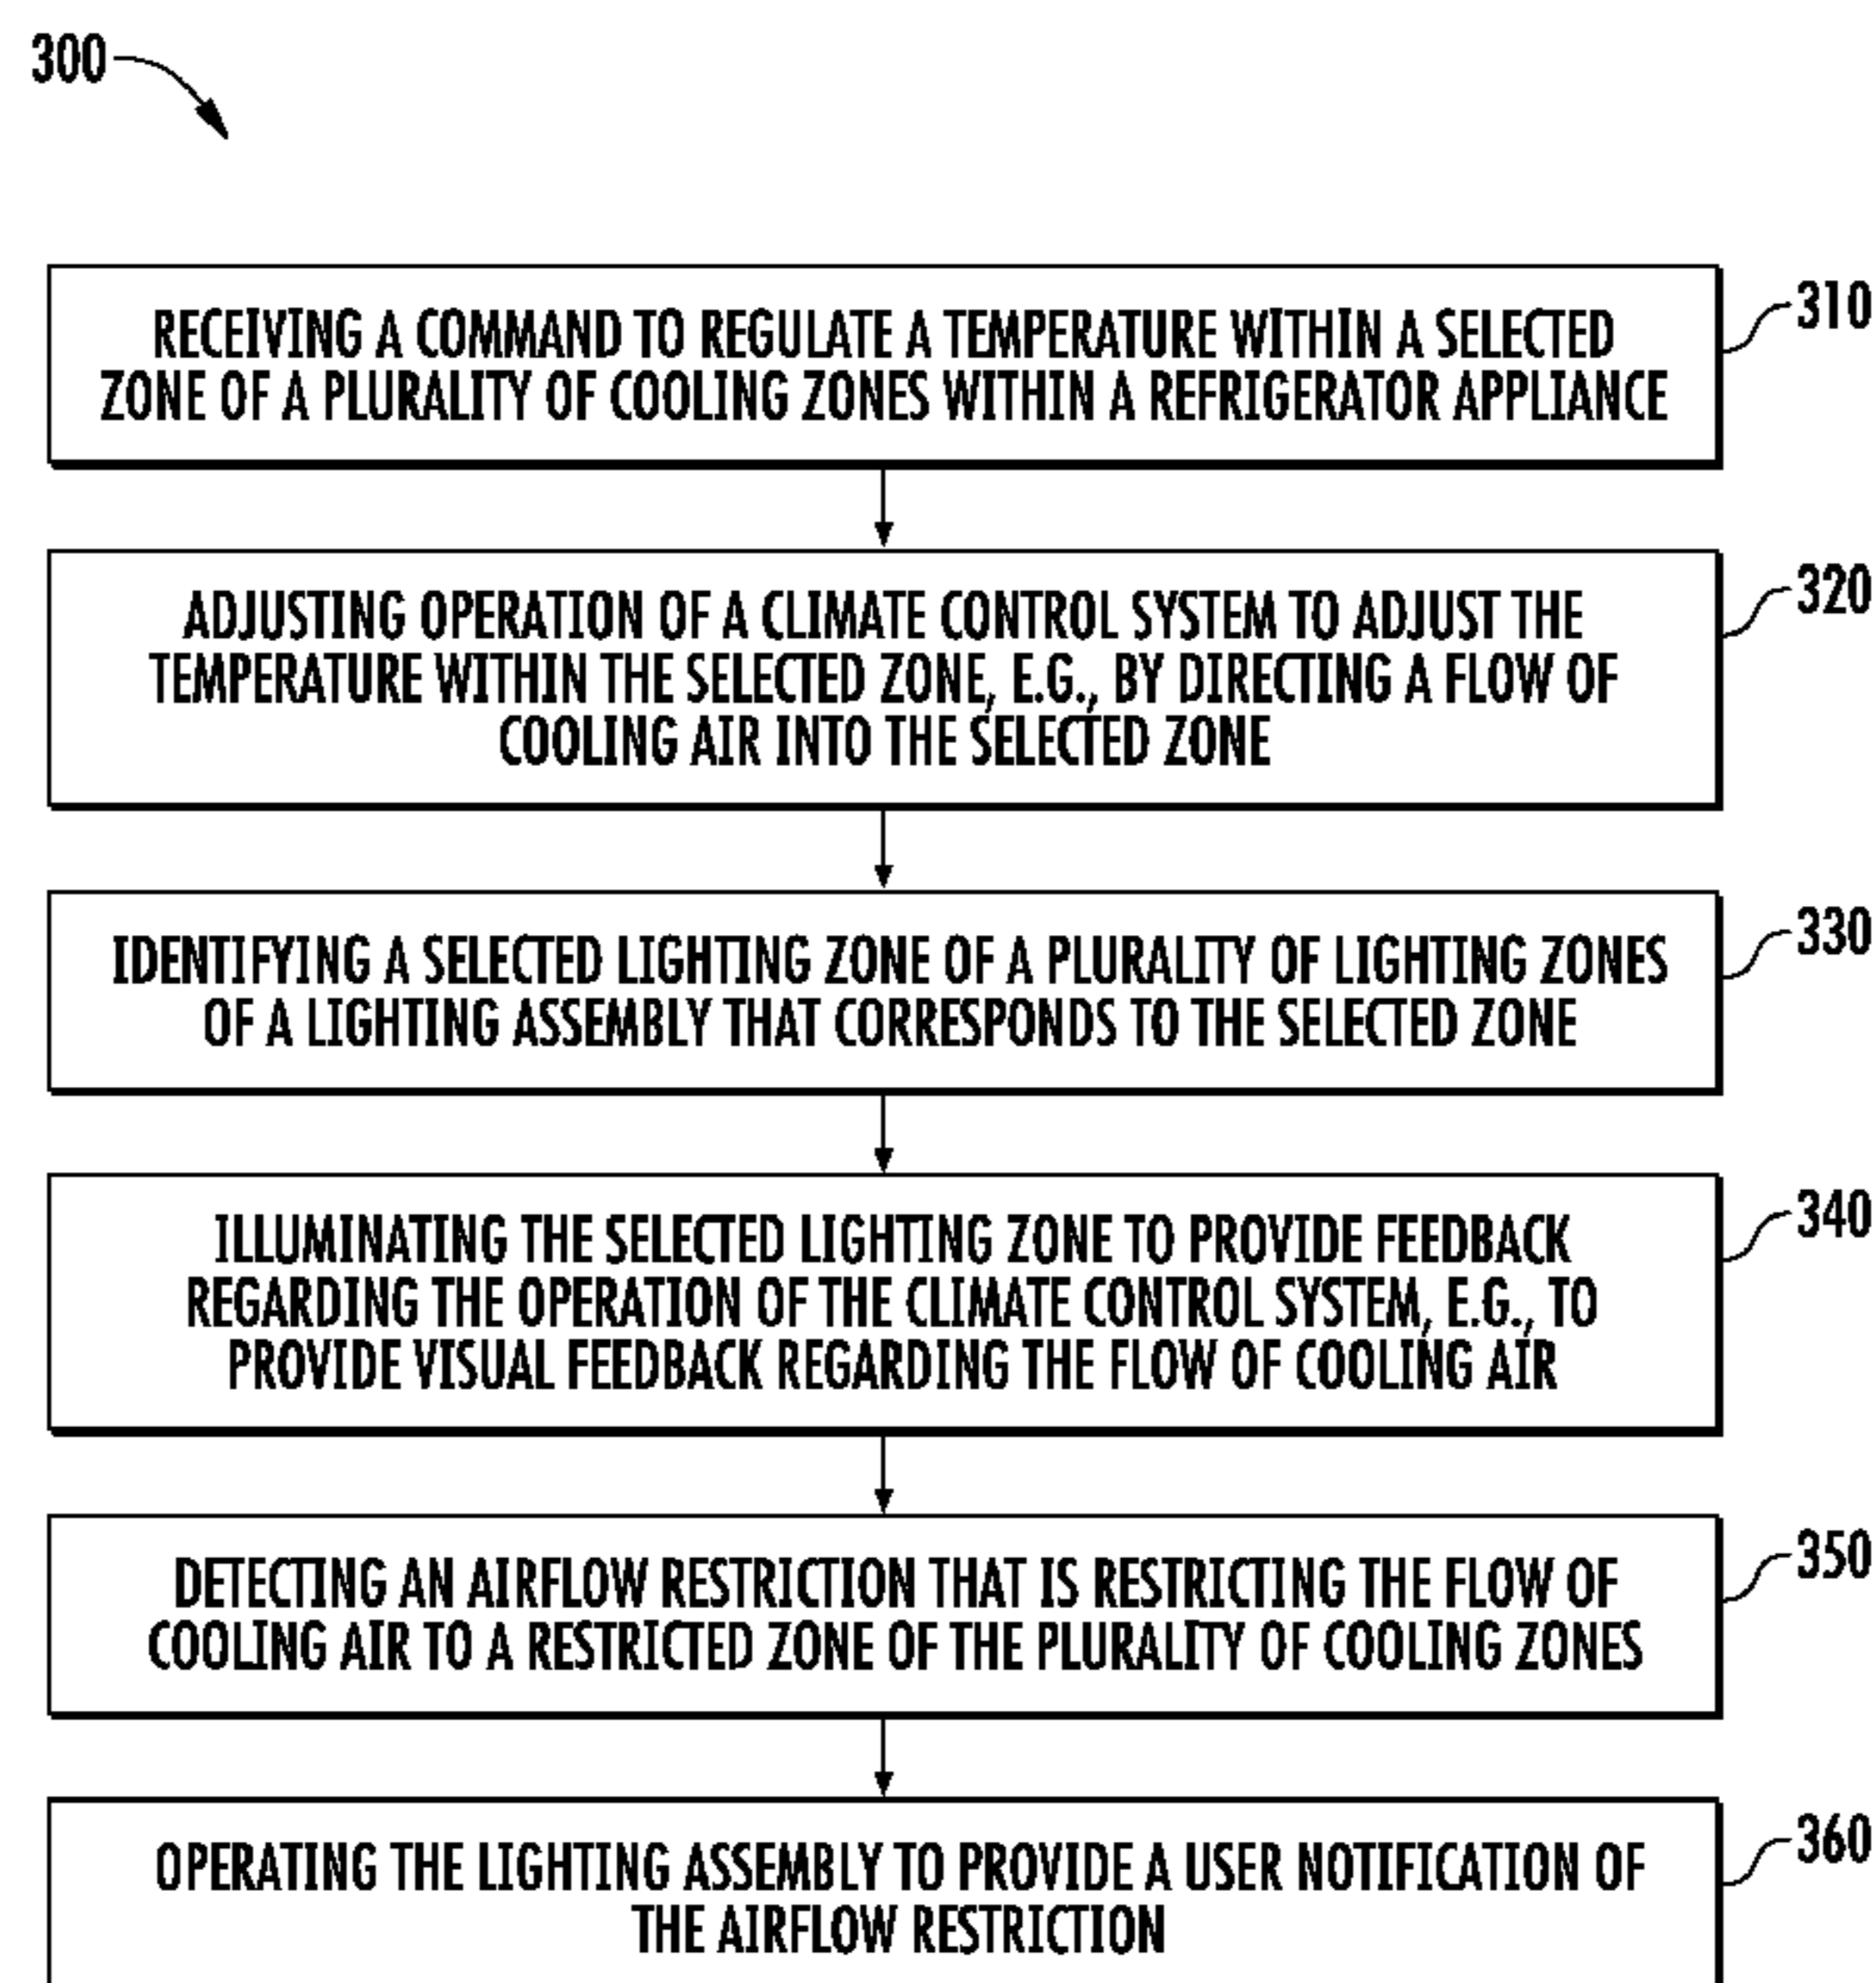 300
RECEIVING A COMMAND TO REGULATE A TEMPERATURE WITHIN A SELECTED
ZONE OF A PLURALITY OF COOLING ZONES WITHIN A REFRIGERATOR APPLIANCE
310
ADJUSTING OPERATION OF A CLIMATE CONTROL SYSTEM TO ADJUST THE
TEMPERATURE WITHIN THE SELECTED ZONE, E.G., BY DIRECTING A FLOW OF
COOLING AIR INTO THE SELECTED ZONE
320
IDENTIFYING A SELECTED LIGHTING ZONE OF A PLURALITY OF LIGHTING ZONES
OF A LIGHTING ASSEMBLY THAT CORRESPONDS TO THE SELECTED ZONE
330
ILLUMINATING THE SELECTED LIGHTING ZONE TO PROVIDE FEEDBACK
REGARDING THE OPERATION OF THE CLIMATE CONTROL SYSTEM, E.G., TO
PROVIDE VISUAL FEEDBACK REGARDING THE FLOW OF COOLING AIR
340
DETECTING AN AIRFLOW RESTRICTION THAT IS RESTRICTING THE FLOW OF
COOLING AIR TO A RESTRICTED ZONE OF THE PLURALITY OF COOLING ZONES
350
OPERATING THE LIGHTING ASSEMBLY TO PROVIDE A USER NOTIFICATION OF
THE AIRFLOW RESTRICTION
360